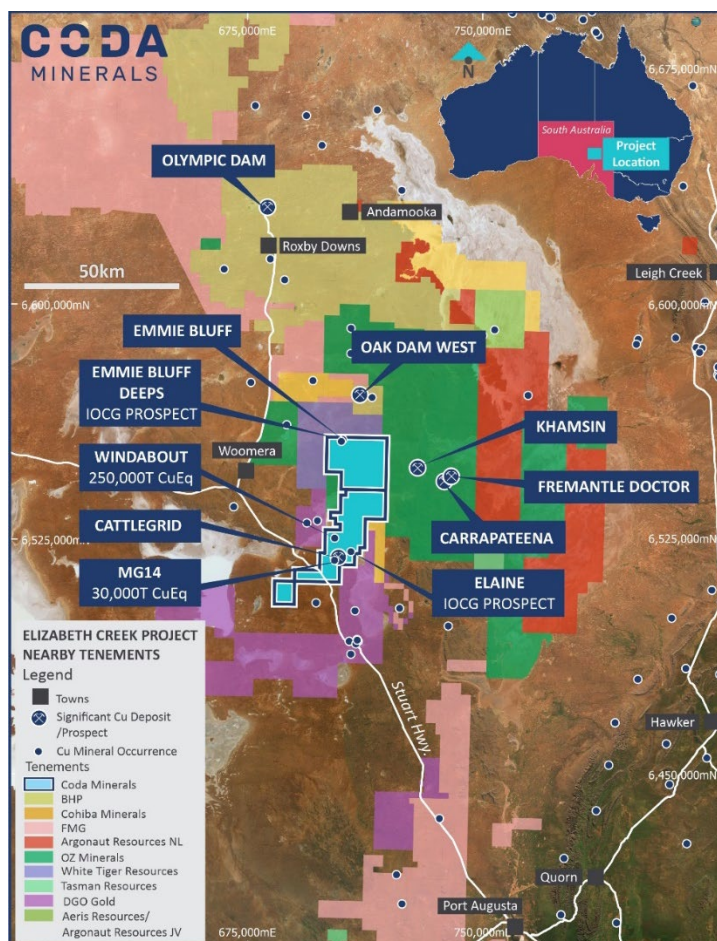 CODA
MINERALS
675,000mE
750,000mE
6,675,000mN
N
South Australia
Project
Location
OLYMPIC DAM
Andamooka
Roxby Downs
Leigh Creek
50km
6,600,000mN
6,600,000mN
EMMIE BLUFF
OAK DAM WEST
EMMIE BLUFF
DEEPS
IOCG PROSPECT
KHAMSIN
Woomera
WINDABOUT
250,000T CuEq
FREMANTLE DOCTOR
CATTLEGRID
CARRAPATEENA
6,525,000mN
6,525,000mN
MG14
30,000T CuEq
ELAINE
IOCG PROSPECT
ELIZABETH CREEK PROJECT
NEARBY TENEMENTS
Legend
Towns
Significant Cu Deposit
/Prospect
Cu Mineral Occurrence
Tenements
Coda Minerals
BHP
Cohiba Minerals
FMG
Argonaut Resources NL
OZ Minerals
White Tiger Resources
Tasman Resources
DGO Gold
Aeris Resources/
Argonaut Resources JV
Stuart Hwy.
Hawker
6,450,000mN
Quorn
Port Augusta
675,000mE
750,000mE